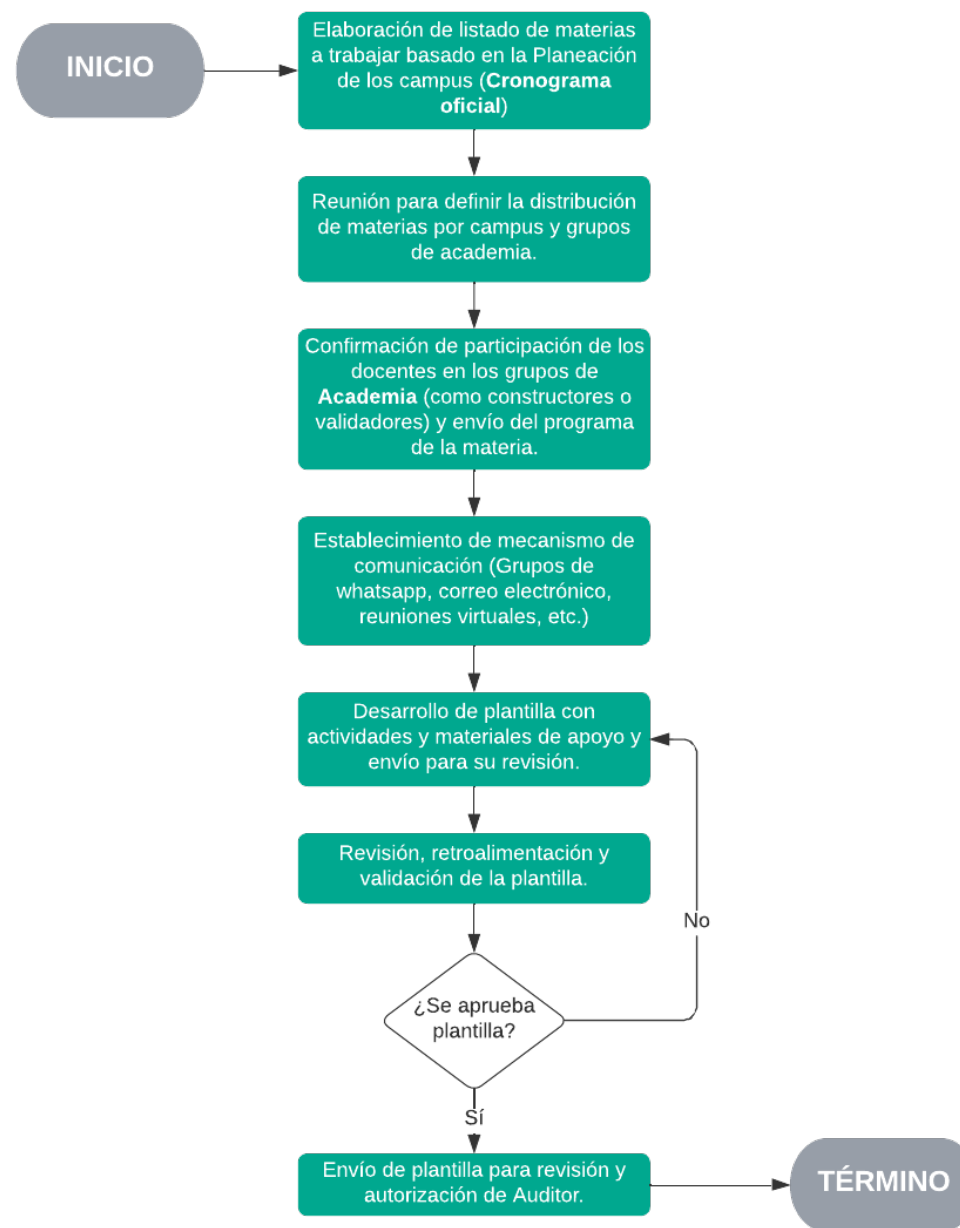 INICIO
Elaboración de listado de materias
a trabajar basado en la Planeación
de los campus (Cronograma
oficial)
Reunión para definir la distribución
de materias por campus y grupos
de academia.
Confirmación de participación de los
docentes en los grupos de
Academia (como constructores o
validadores) y envío del programa
de la materia.
Establecimiento de mecanismo de
comunicación (Grupos de
whatsapp, correo electrónico,
reuniones virtuales, etc.)
Desarrollo de plantilla con
actividades y materiales de apoyo y
envío para su revisión.
Revisión, retroalimentación y
validación de la plantilla.
No
¿Se aprueba
plantilla?
Sí
Envío de plantilla para revisión y
autorización de Auditor.
TÉRMINO